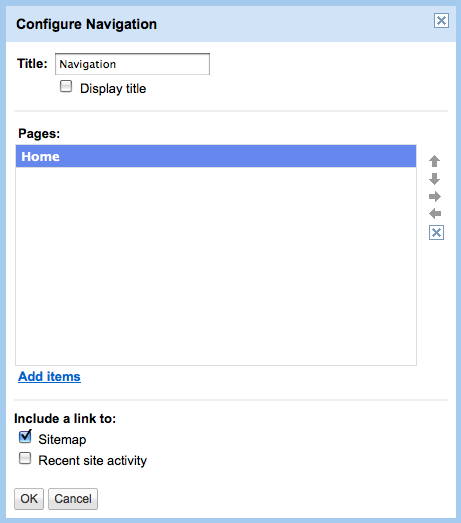 Configure Navigation
Title: Navigation
Display title
Pages:
Home
Add items
Include a link to:
Sitemap
Recent site activity
OK Cancel